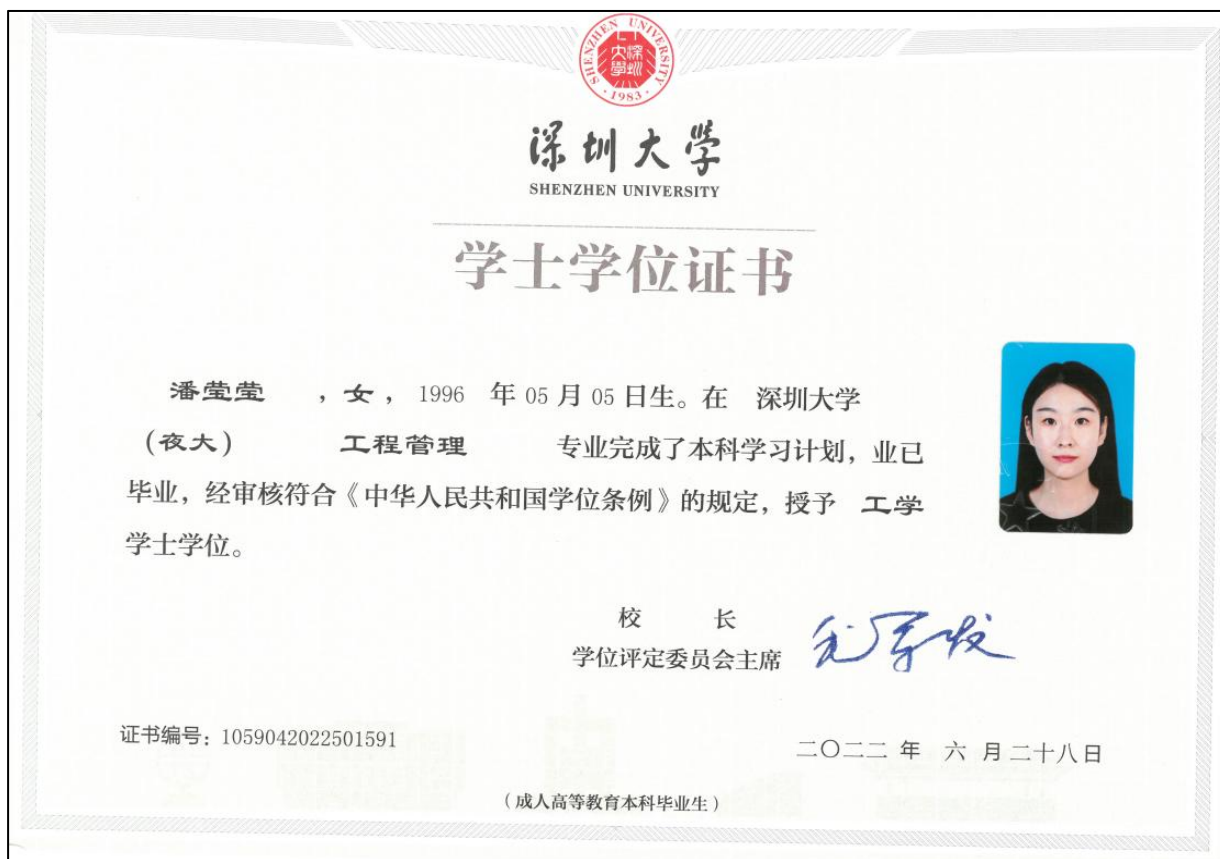 SHENZHEN UNIVERSITY
深圳大學
·1983·
深圳大学
SHENZHEN UNIVERSITY
学士学位证书
潘莹莹 ，女，1996 年 05 月 05 日生。在 深圳大学
（夜大） 工程管理 专业完成了本科学习计划，业已
毕业，经审核符合《中华人民共和国学位条例》的规定，授予 工学
学士学位。
校 长
学位评定委员会主席
证书编号：1059042022501591
二〇二二 年 六 月二十八日
（成人高等教育本科毕业生）